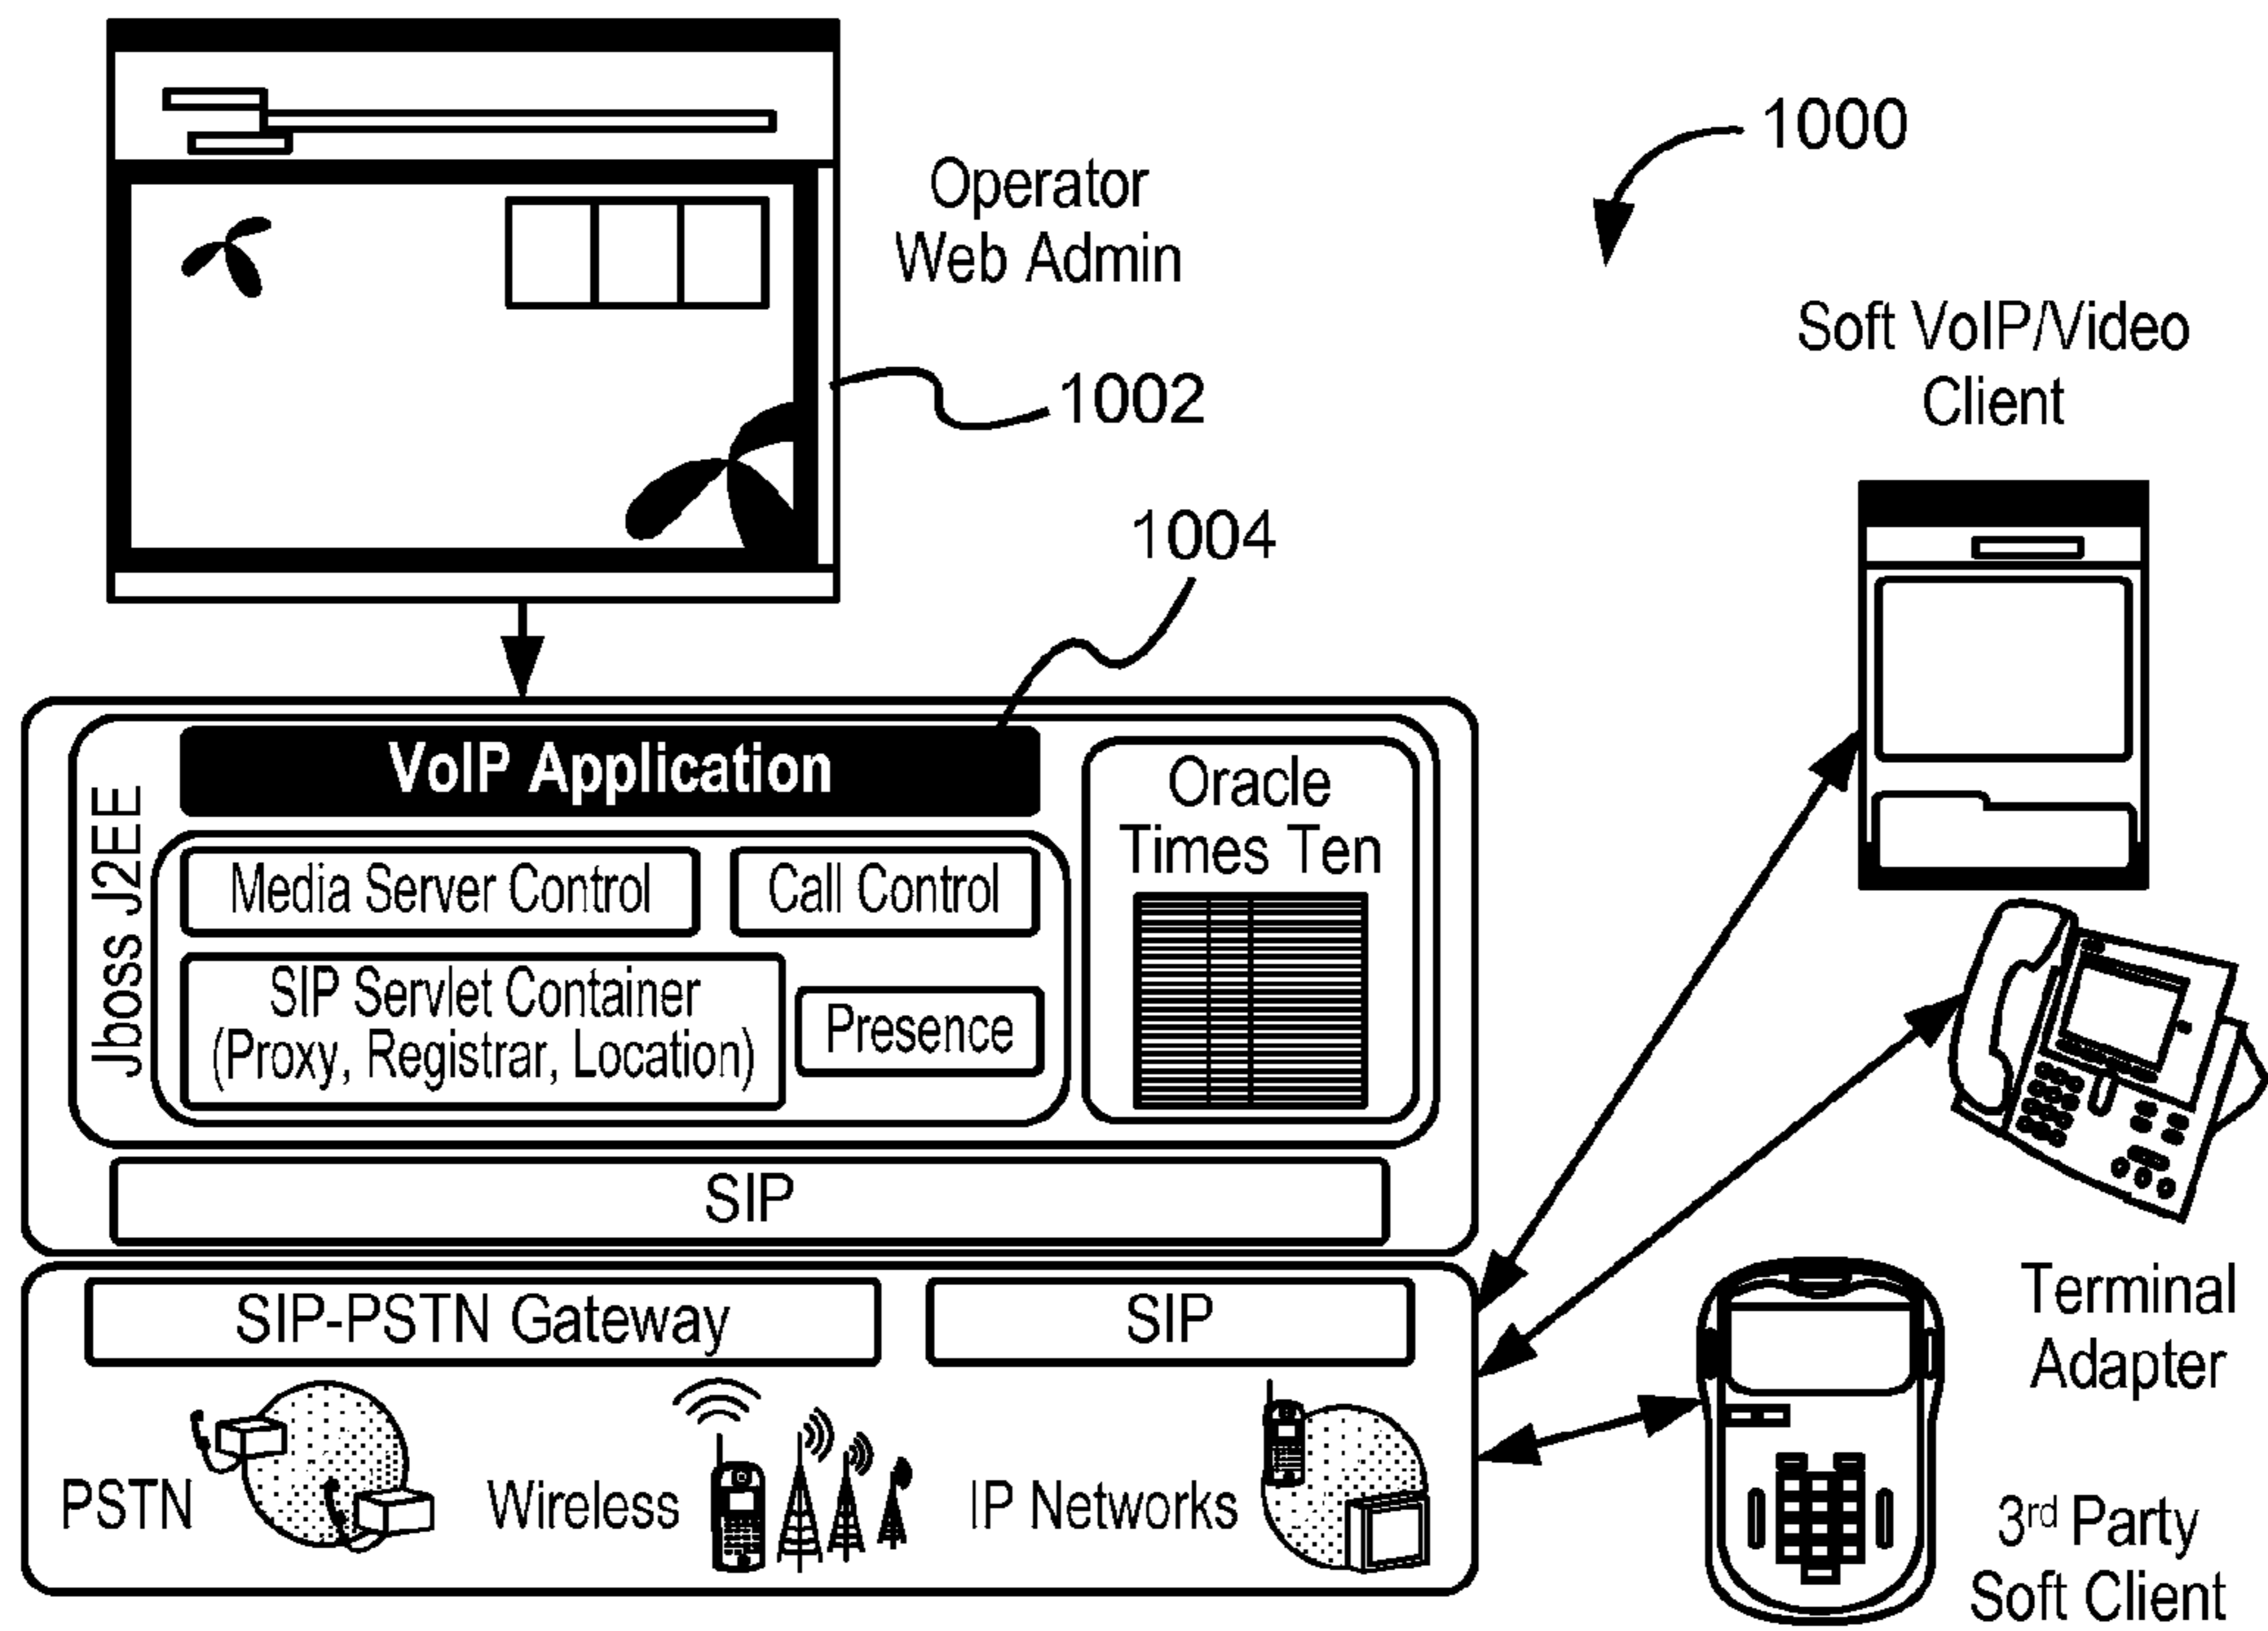 1000
Operator
Web Admin
Soft VoIP/Video
Client
1002
1004
VoIP Application
Jboss J2EE
Oracle
Times Ten
Media Server Control
Call Control
SIP Servlet Container
(Proxy, Registrar, Location)
Presence
SIP
SIP-PSTN Gateway
SIP
Terminal
Adapter
PSTN
Wireless
IP Networks
3rd Party
Soft Client